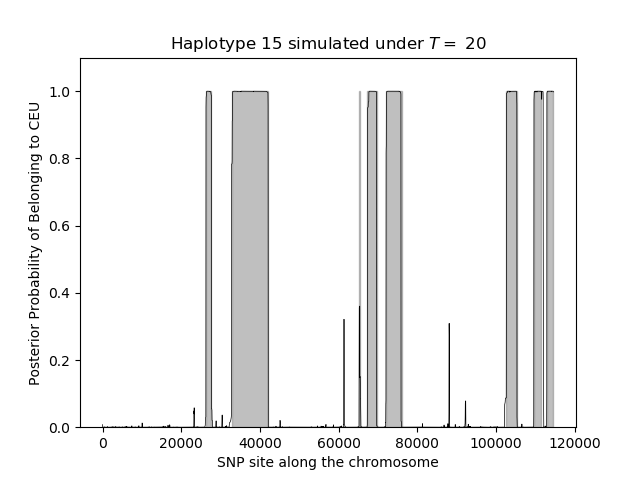 Haplotype 15 simulated under T = 20
Posterior Probability of Belonging to CEU
1.0
0.8
0.6
0.4
0.2
0.0
0 20000 40000 60000 80000 100000 120000
SNP site along the chromosome